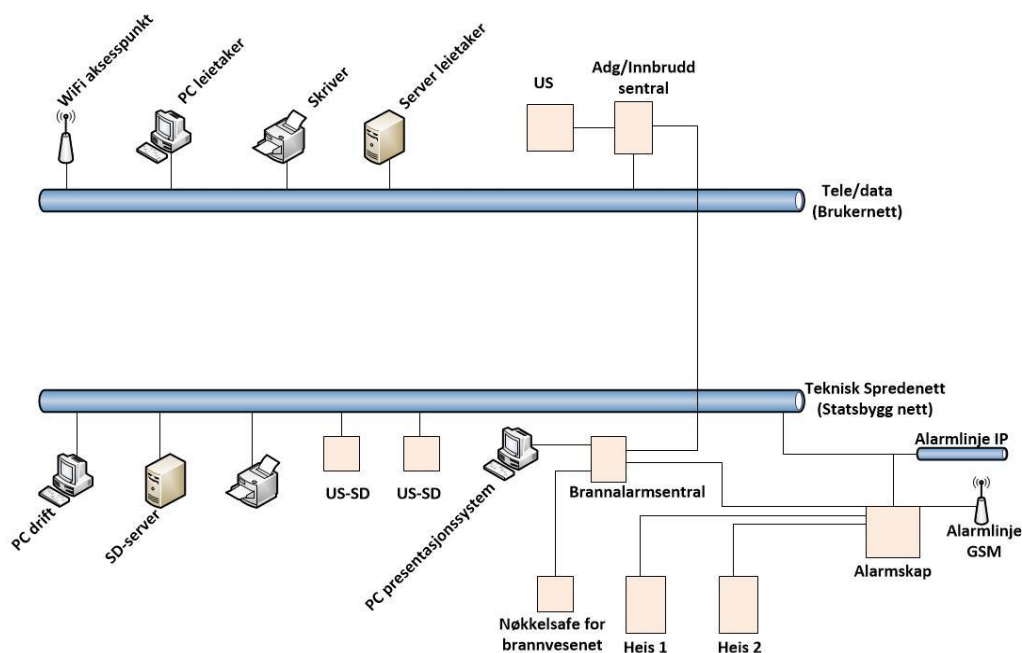 WiFi aksesspunkt
PC leietaker
Skriver
Server leietaker
US
Adg/Innbrudd
sentral
Tele/data
(Brukernett)
Teknisk Spredenett
(Statsbygg nett)
Alarmlinje IP
PC drift
SD-server
US-SD
US-SD
PC presentasjonssystem
Brannalarmsentral
Alarmlinje
GSM
Alarmskap
Nøkkelsafe for
brannvesenet
Heis 1
Heis 2